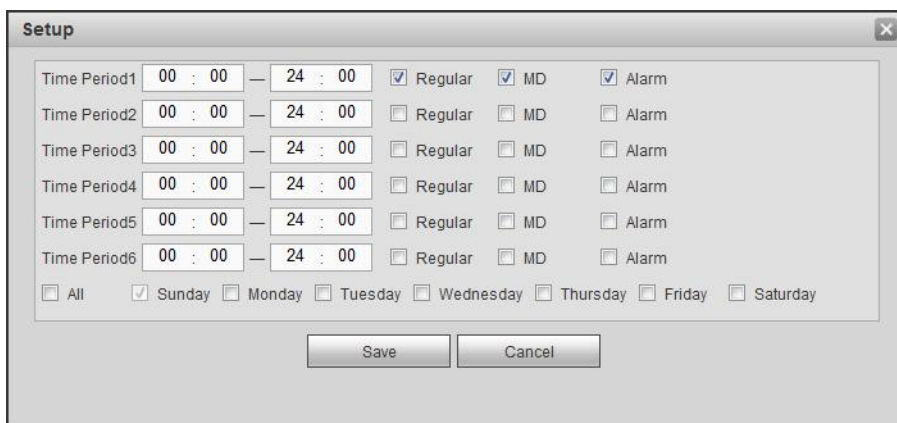 Setup
Time Period1 00 : 00 — 24 : 00 Regular MD Alarm
Time Period2 00 : 00 — 24 : 00 Regular MD Alarm
Time Period3 00 : 00 — 24 : 00 Regular MD Alarm
Time Period4 00 : 00 — 24 : 00 Regular MD Alarm
Time Period5 00 : 00 — 24 : 00 Regular MD Alarm
Time Period6 00 : 00 — 24 : 00 Regular MD Alarm
All Sunday Monday Tuesday Wednesday Thursday Friday Saturday
Save Cancel